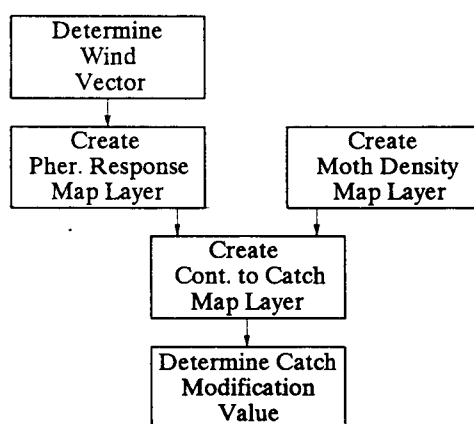 Determine
Wind
Vector
Create
Pher. Response
Map Layer
Create
Moth Density
Map Layer
Create
Cont. to Catch
Map Layer
Determine Catch
Modification
Value